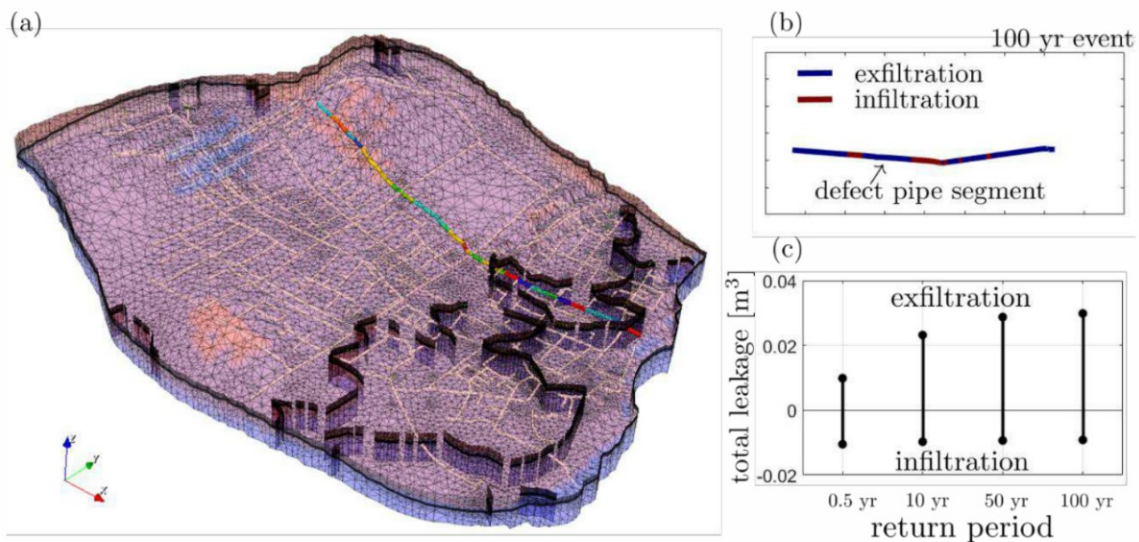 (a)
z
y
x
(b)
100 yr event
exfiltration
infiltration
defect pipe segment
(c)
total leakage [m³]
0.04
0.02
0
-0.02
exfiltration
infiltration
0.5 yr
10 yr
50 yr
100 yr
return period